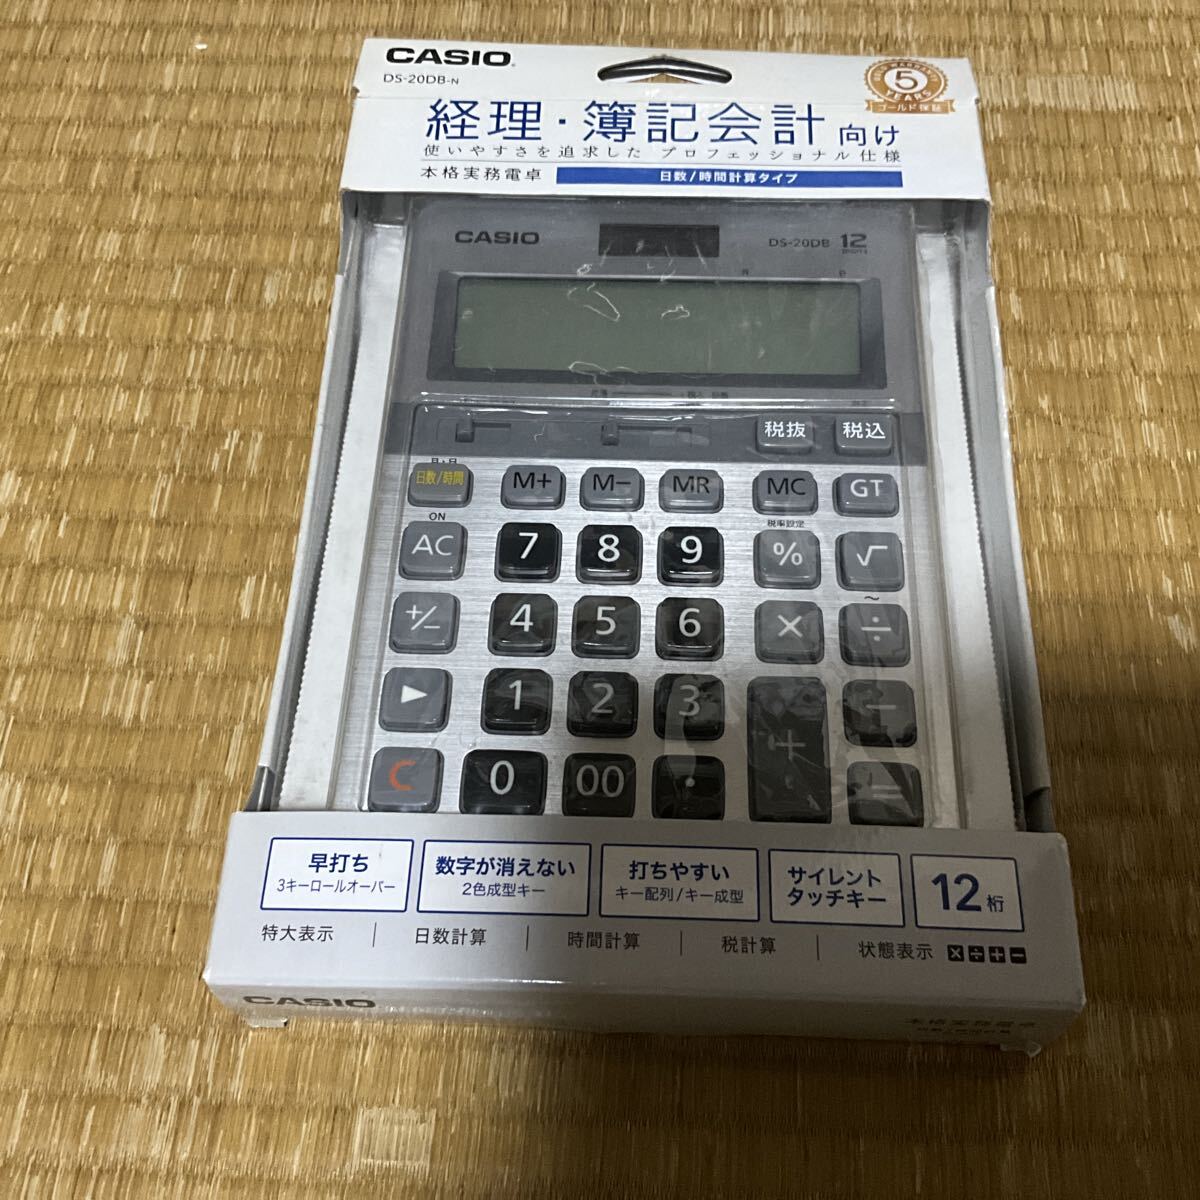 CASIO
DS-20DB-N
5
YEARS
ゴールド保証
経理・簿記会計 向け
使いやすさを追求した プロフェッショナル仕様
本格実務電卓
日数/時間計算タイプ
CASIO
DS-20DB 12
税抜 税込
日数/時間 M+ M− MR MC GT
ON
税率設定
AC 7 8 9 % √
~
+/− 4 5 6 × ÷
▶ 1 2 3 + −
C 0 00 . =
早打ち
3キーロールオーバー
数字が消えない
2色成型キー
打ちやすい
キー配列/キー成型
サイレント
タッチキー
12桁
特大表示 | 日数計算 | 時間計算 | 税計算 | 状態表示 ×÷+−
CASIO
本格実務電卓